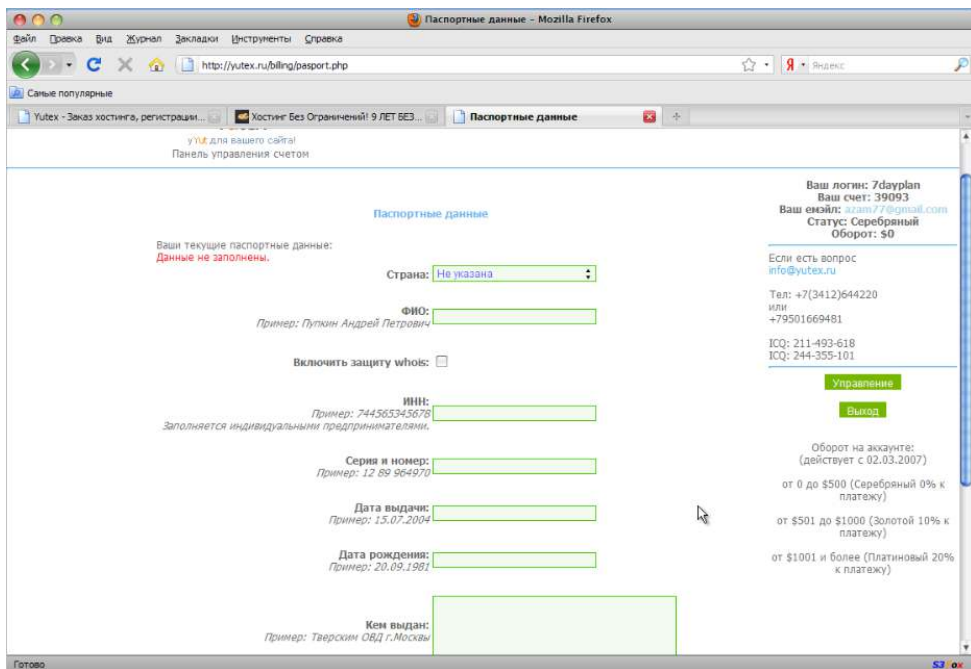 Паспортные данные - Mozilla Firefox
Файл Правка Вид Журнал Закладки Инструменты Справка
http://yutex.ru/biling/pasport.php
Я Яндекс
Самые популярные
Yutex - Заказ хостинга, регистрации...
Хостинг Без Ограничений! 9 ЛЕТ БЕЗ...
Паспортные данные
уYut для вашего сайта!
Панель управления счетом
Паспортные данные
Ваши текущие паспортные данные:
Данные не заполнены.
Страна: Не указана
ФИО:
Пример: Пупкин Андрей Петрович
Включить защиту whois:
ИНН:
Пример: 744565345678
Заполняется индивидуальными предпринимателями.
Серия и номер:
Пример: 12 89 964970
Дата выдачи:
Пример: 15.07.2004
Дата рождения:
Пример: 20.09.1981
Кем выдан:
Пример: Тверским ОВД г.Москвы
Ваш логин: 7dayplan
Ваш счет: 39093
Ваш емэйл: azam77@gmail.com
Статус: Серебряный
Оборот: $0
Если есть вопрос
info@yutex.ru
Тел: +7(3412)644220
или
+79501669481
ICQ: 211-493-618
ICQ: 244-355-101
Управление
Выход
Оборот на аккаунте:
(действует с 02.03.2007)
от 0 до $500 (Серебряный 0% к
платежу)
от $501 до $1000 (Золотой 10% к
платежу)
от $1001 и более (Платиновый 20%
к платежу)
Готово